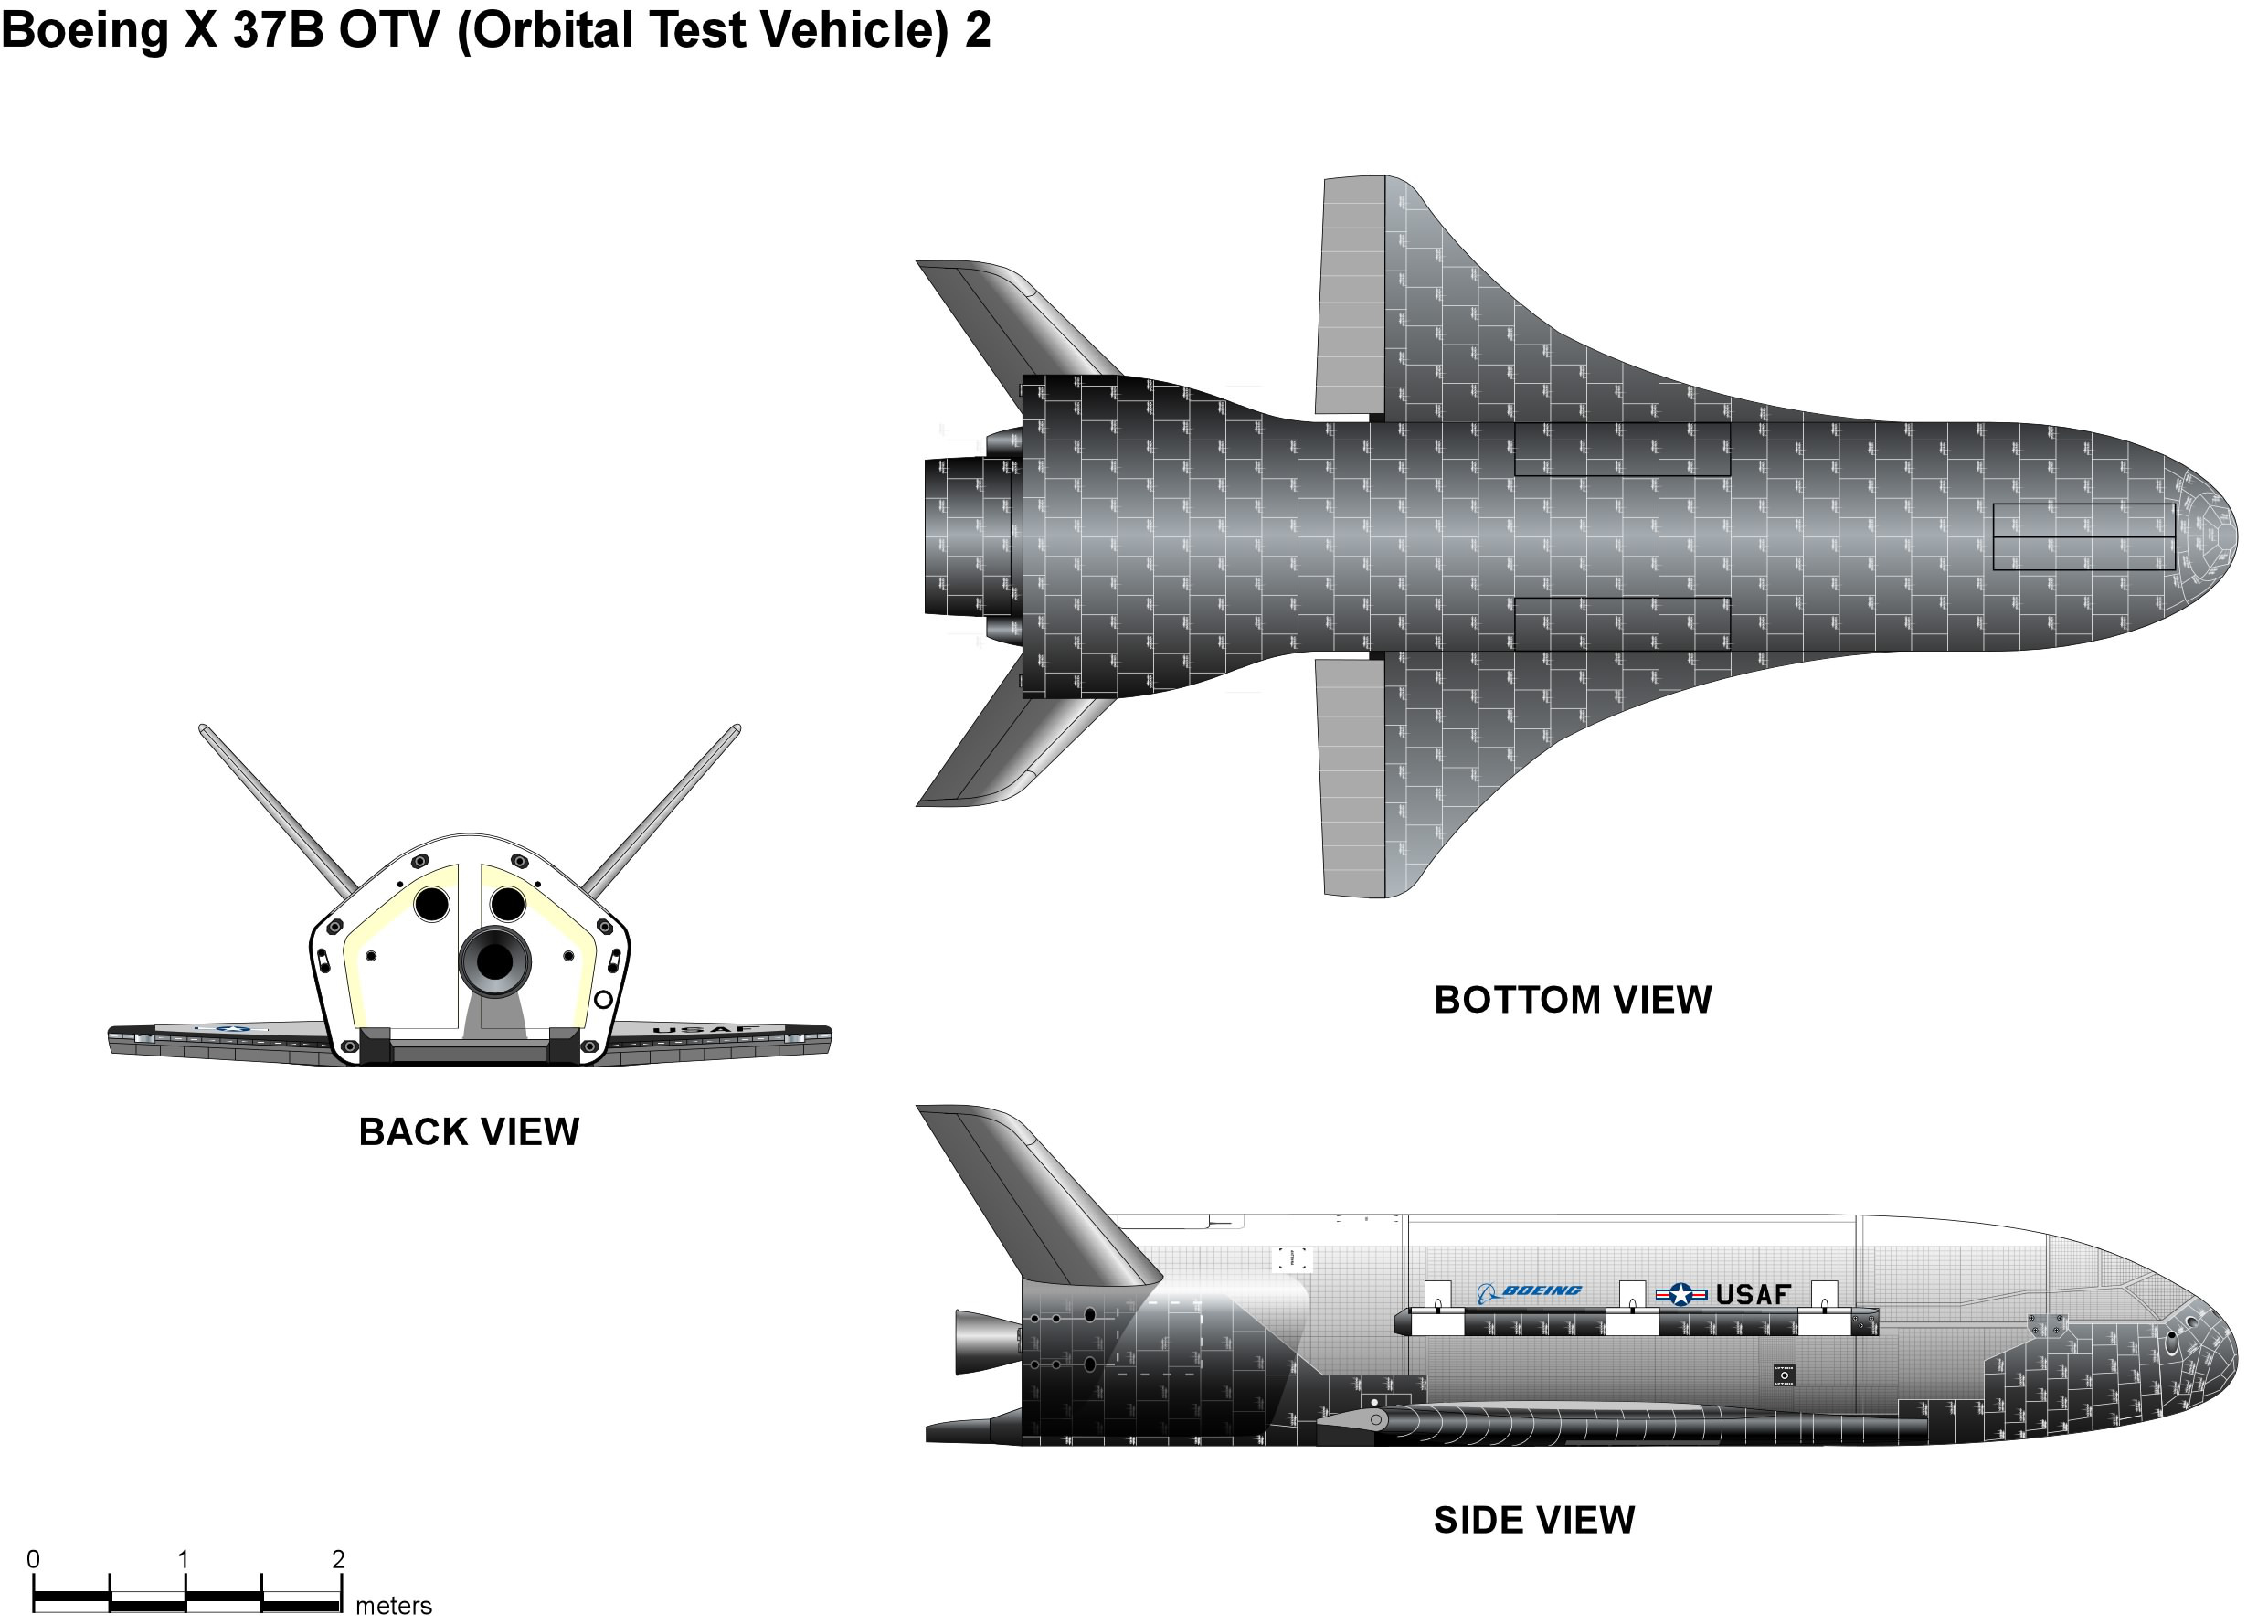 Boeing X 37B OTV (Orbital Test Vehicle) 2
BOTTOM VIEW
USAF
BACK VIEW
BOEING
USAF
SIDE VIEW
0 1 2
meters